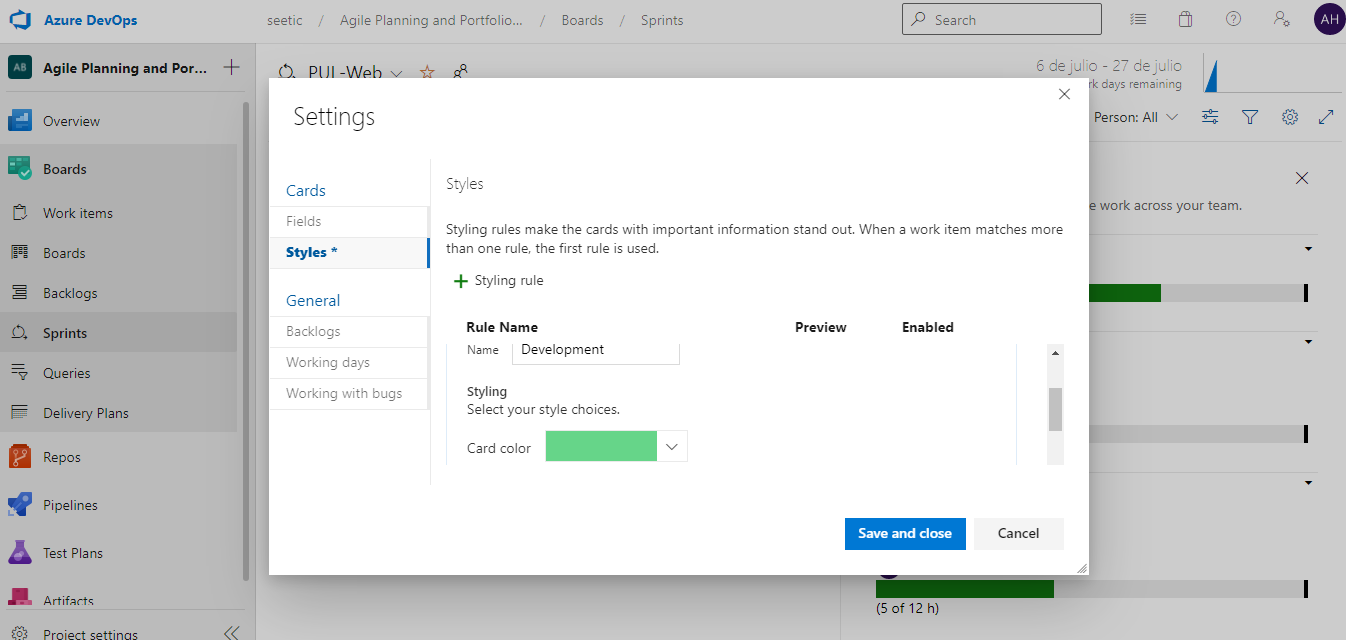 Azure DevOps
seetic / Agile Planning and Portfolio... / Boards / Sprints
Search
AH
AB Agile Planning and Por...
Overview
Boards
Work items
Boards
Backlogs
Sprints
Queries
Delivery Plans
Repos
Pipelines
Test Plans
Artifacts
Project settings
PUL-Web
6 de julio - 27 de julio
rk days remaining
Person: All
e work across your team.
(5 of 12 h)
Settings
Cards
Fields
Styles *
General
Backlogs
Working days
Working with bugs
Styles
Styling rules make the cards with important information stand out. When a work item matches more
than one rule, the first rule is used.
+ Styling rule
Rule Name Preview Enabled
Name Development
Styling
Select your style choices.
Card color
Save and close Cancel